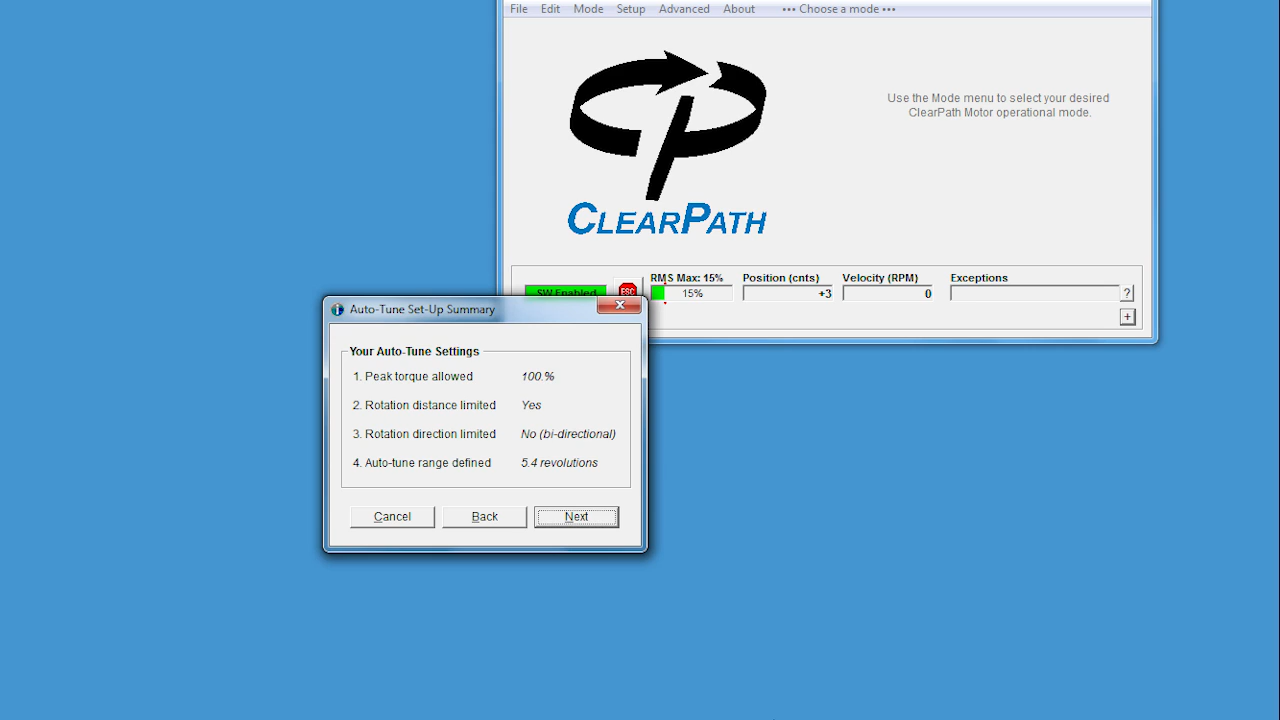 File Edit Mode Setup Advanced About ••• Choose a mode •••
Use the Mode menu to select your desired
ClearPath Motor operational mode.
CLEARPATH
RMS Max: 15% Position (cnts) Velocity (RPM) Exceptions
SW Enabled ESC 15% +3 0 ?
+
Auto-Tune Set-Up Summary
Your Auto-Tune Settings
1. Peak torque allowed 100.%
2. Rotation distance limited Yes
3. Rotation direction limited No (bi-directional)
4. Auto-tune range defined 5.4 revolutions
Cancel Back Next